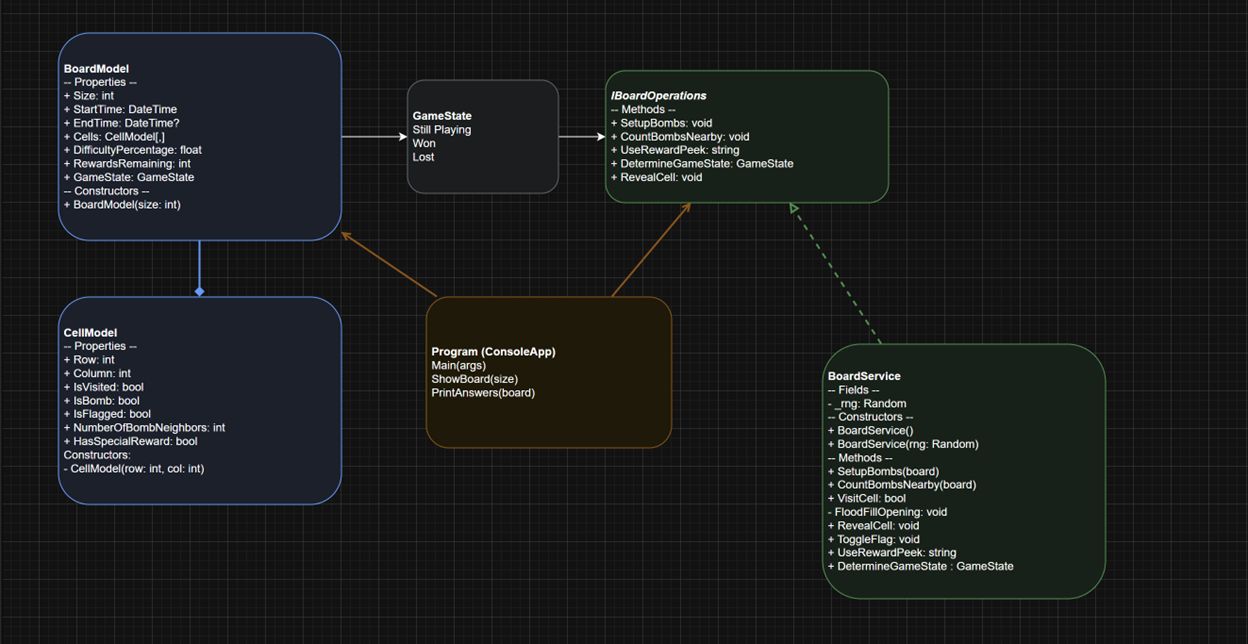 BoardModel
-- Properties --
+ Size: int
+ StartTime: DateTime
+ EndTime: DateTime?
+ Cells: CellModel[,]
+ DifficultyPercentage: float
+ RewardsRemaining: int
+ GameState: GameState
-- Constructors --
+ BoardModel(size: int)
GameState
Still Playing
Won
Lost
IBoardOperations
-- Methods --
+ SetupBombs: void
+ CountBombsNearby: void
+ UseRewardPeek: string
+ DetermineGameState: GameState
+ RevealCell: void
CellModel
-- Properties --
+ Row: int
+ Column: int
+ IsVisited: bool
+ IsBomb: bool
+ IsFlagged: bool
+ NumberOfBombNeighbors: int
+ HasSpecialReward: bool
Constructors:
- CellModel(row: int, col: int)
Program (ConsoleApp)
Main(args)
ShowBoard(size)
PrintAnswers(board)
BoardService
-- Fields --
- _rng: Random
-- Constructors --
+ BoardService()
+ BoardService(rng: Random)
-- Methods --
+ SetupBombs(board)
+ CountBombsNearby(board)
+ VisitCell: bool
- FloodFillOpening: void
+ RevealCell: void
+ ToggleFlag: void
+ UseRewardPeek: string
+ DetermineGameState : GameState